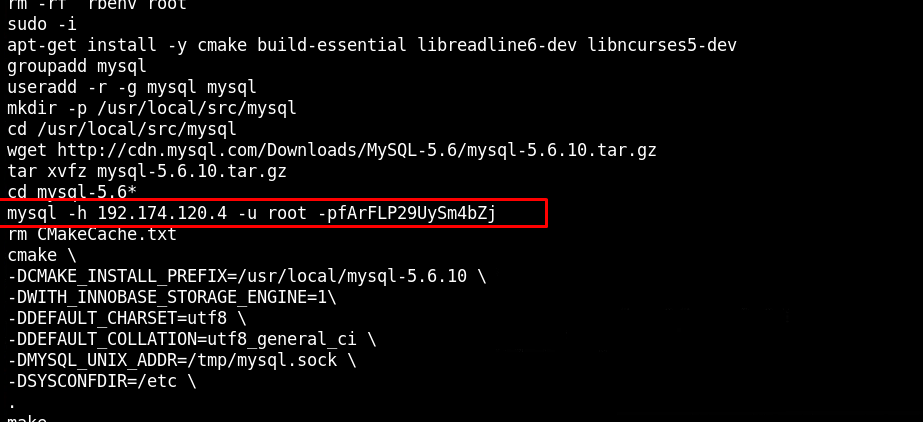 rm -rf `rbenv root`
sudo -i
apt-get install -y cmake build-essential libreadline6-dev libncurses5-dev
groupadd mysql
useradd -r -g mysql mysql
mkdir -p /usr/local/src/mysql
cd /usr/local/src/mysql
wget http://cdn.mysql.com/Downloads/MySQL-5.6/mysql-5.6.10.tar.gz
tar xvfz mysql-5.6.10.tar.gz
cd mysql-5.6*
mysql -h 192.174.120.4 -u root -pfArFLP29UySm4bZj
rm CMakeCache.txt
cmake \
-DCMAKE_INSTALL_PREFIX=/usr/local/mysql-5.6.10 \
-DWITH_INNOBASE_STORAGE_ENGINE=1\
-DDEFAULT_CHARSET=utf8 \
-DDEFAULT_COLLATION=utf8_general_ci \
-DMYSQL_UNIX_ADDR=/tmp/mysql.sock \
-DSYSCONFDIR=/etc \
.
make